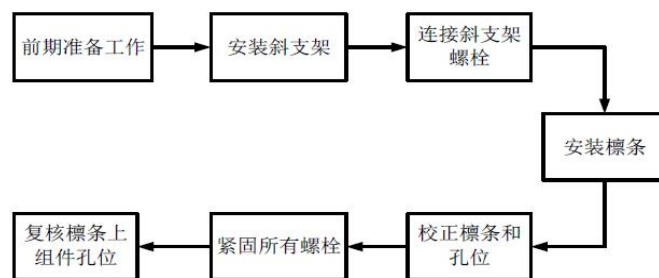 前期准备工作
安装斜支架
连接斜支架
螺栓
安装檩条
校正檩条和
孔位
紧固所有螺栓
复核檩条上
组件孔位